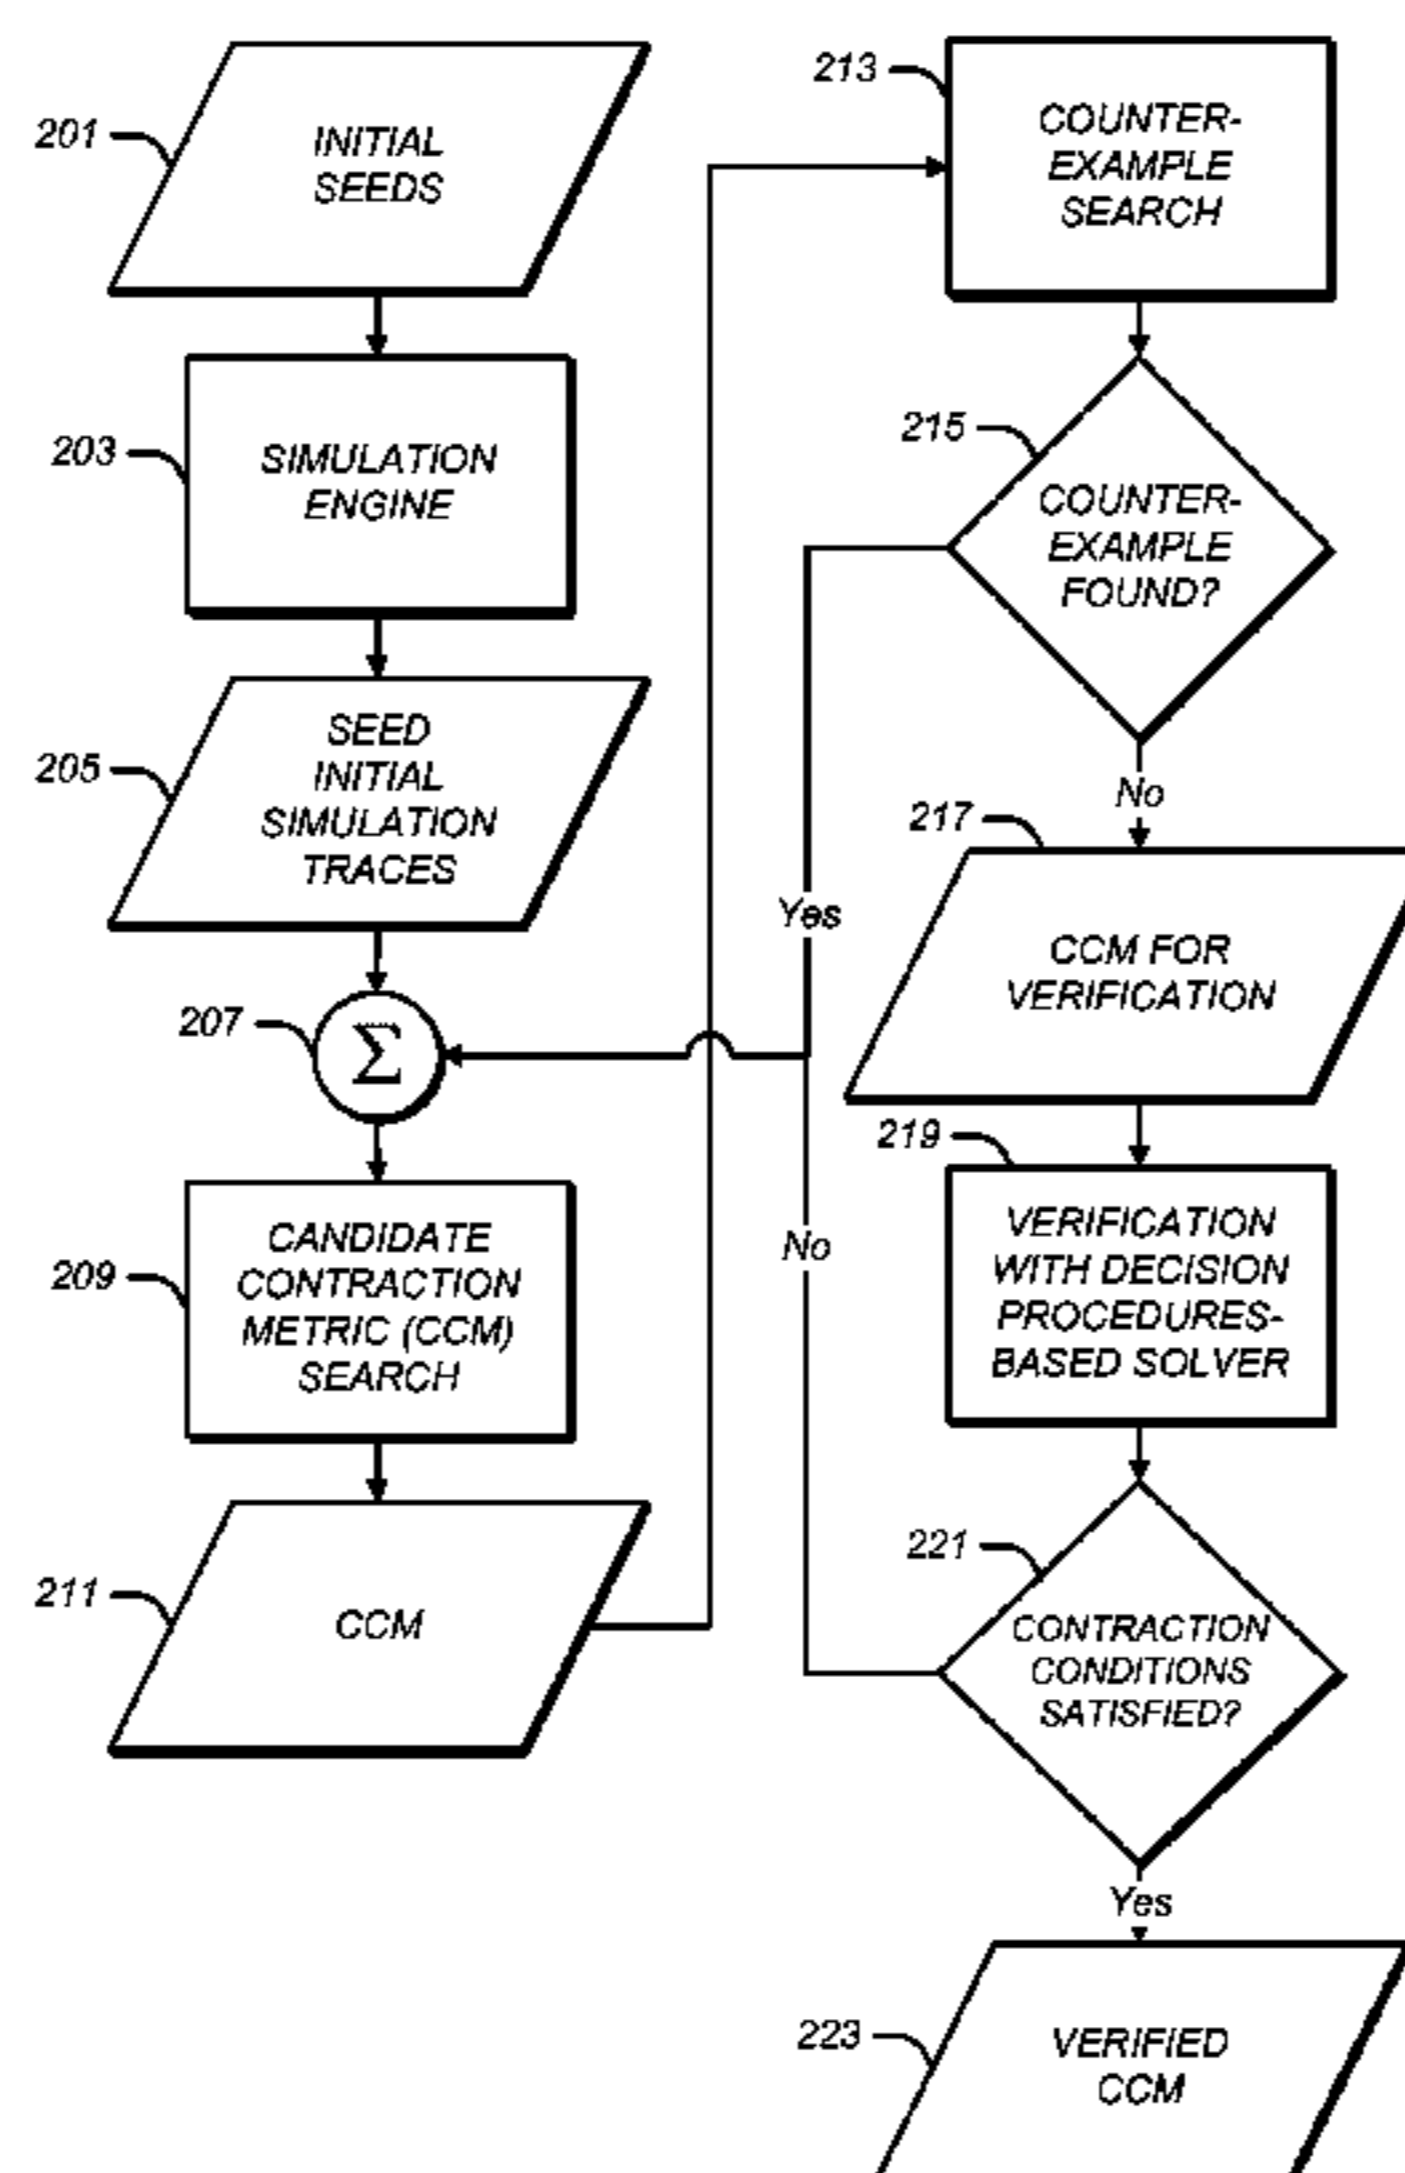 201
INITIAL
SEEDS
203
SIMULATION
ENGINE
205
SEED
INITIAL
SIMULATION
TRACES
207
Σ
209
CANDIDATE
CONTRACTION
METRIC (CCM)
SEARCH
211
CCM
213
COUNTER-
EXAMPLE
SEARCH
215
COUNTER-
EXAMPLE
FOUND?
Yes
No
217
CCM FOR
VERIFICATION
219
VERIFICATION
WITH DECISION
PROCEDURES-
BASED SOLVER
221
CONTRACTION
CONDITIONS
SATISFIED?
No
Yes
223
VERIFIED
CCM